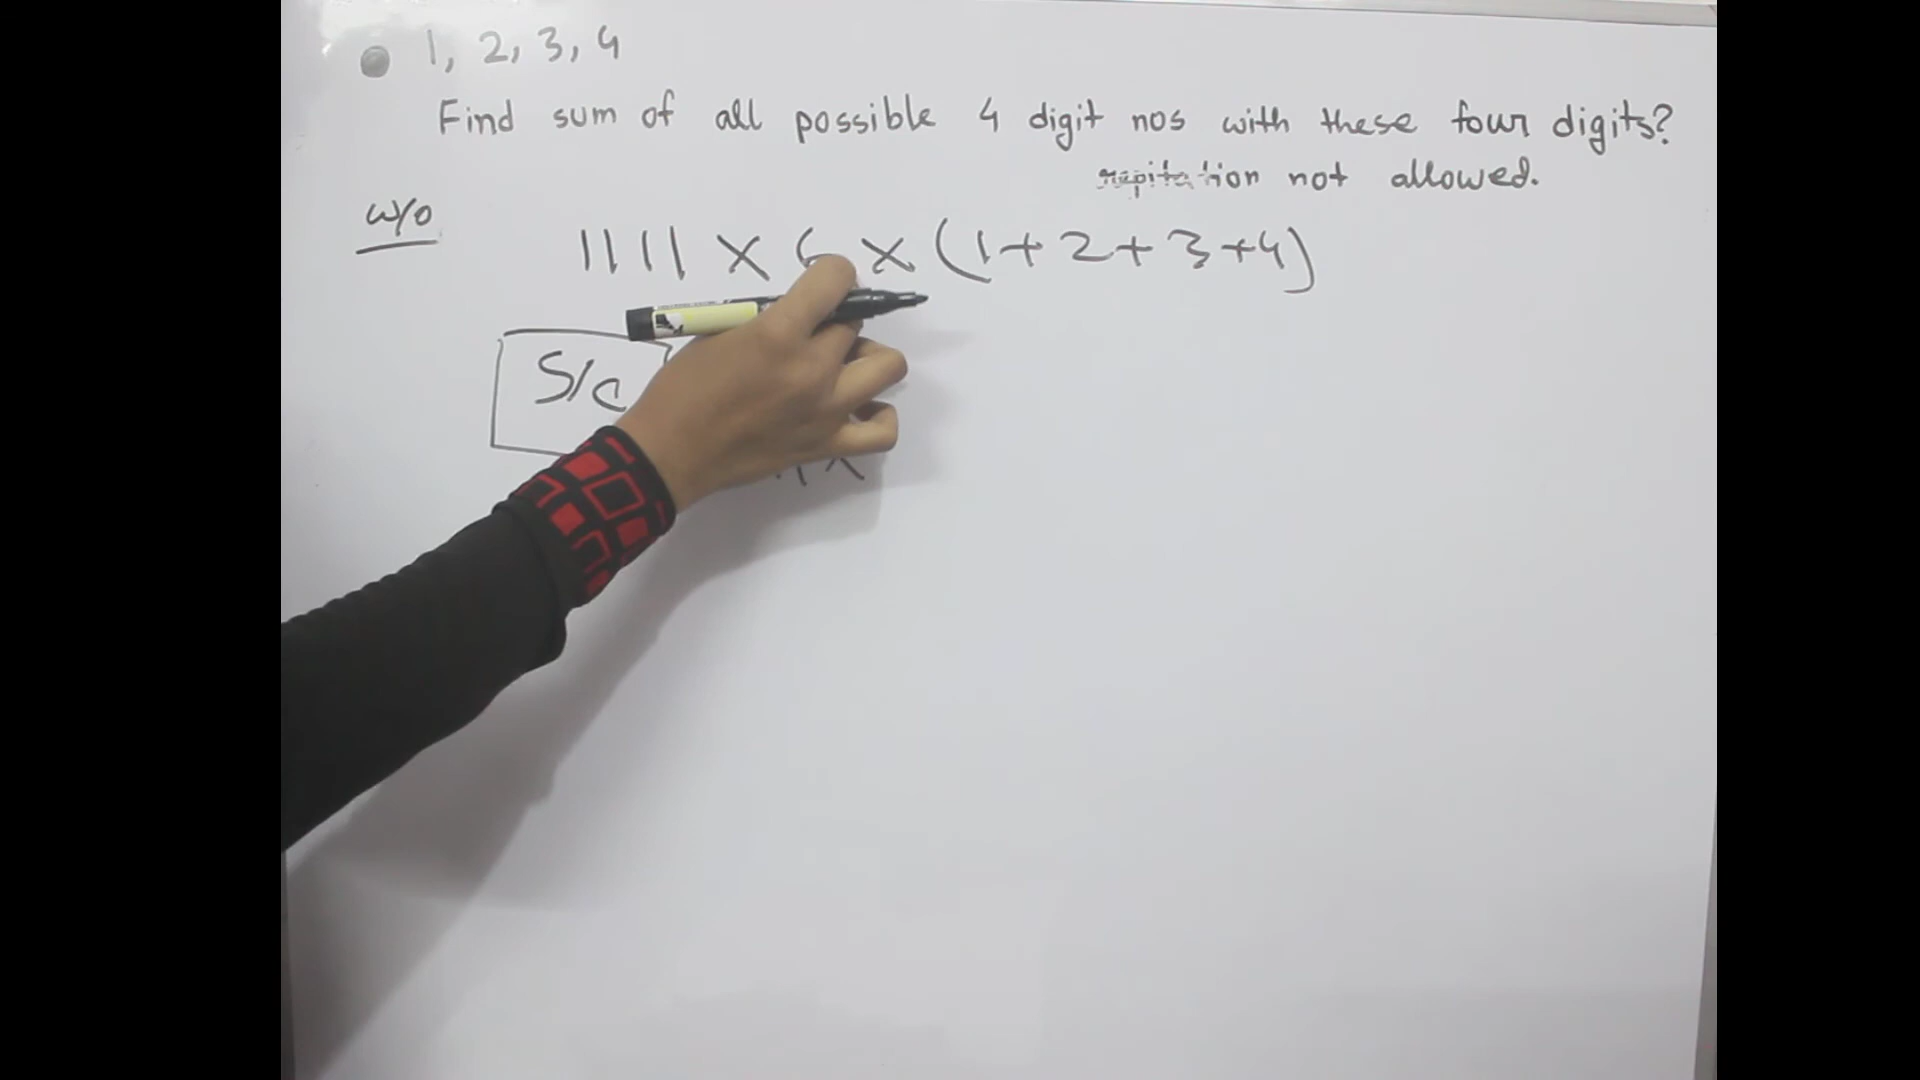 1, 2, 3, 4
Find sum of all possible 4 digit nos with these four digits?
repitation not allowed.
w/o
1111 x 6 x (1+2+3+4)
S/c